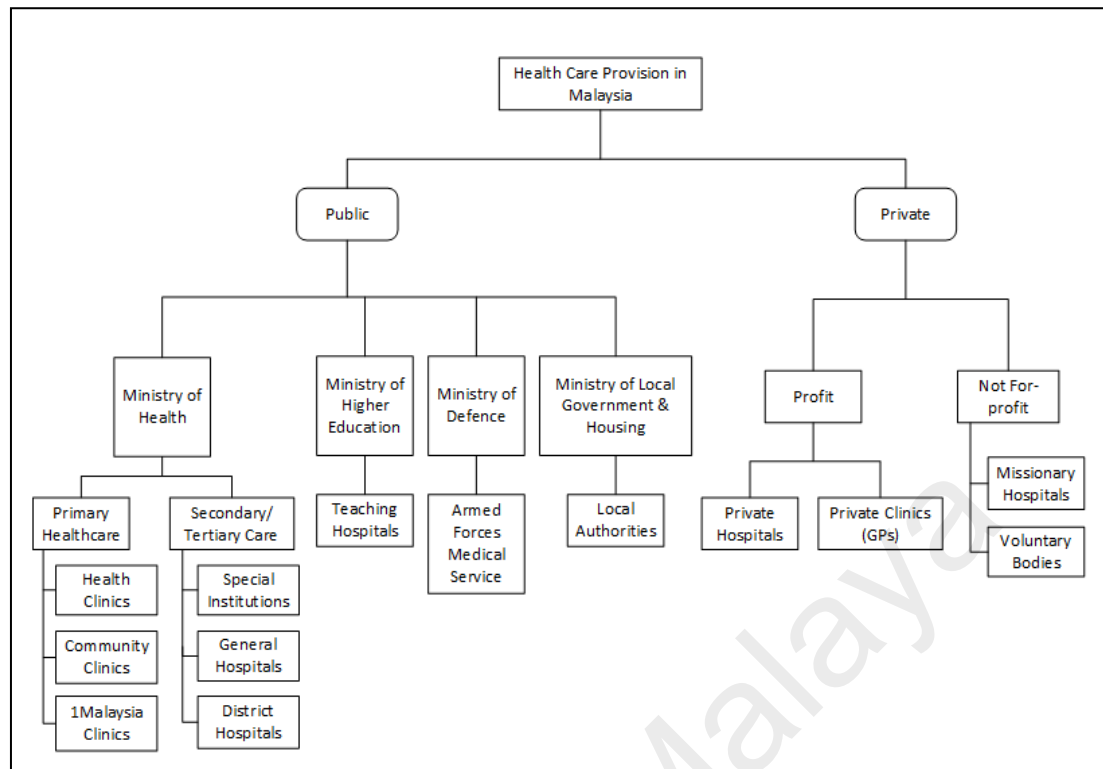 Health Care Provision in
Malaysia
Public
Private
Ministry of
Health
Ministry of
Higher
Education
Ministry of
Defence
Ministry of Local
Government &
Housing
Profit
Not For-
profit
Primary
Healthcare
Secondary/
Tertiary Care
Teaching
Hospitals
Armed
Forces
Medical
Service
Local
Authorities
Private
Hospitals
Private Clinics
(GPs)
Missionary
Hospitals
Voluntary
Bodies
Health
Clinics
Community
Clinics
1Malaysia
Clinics
Special
Institutions
General
Hospitals
District
Hospitals
Malaya